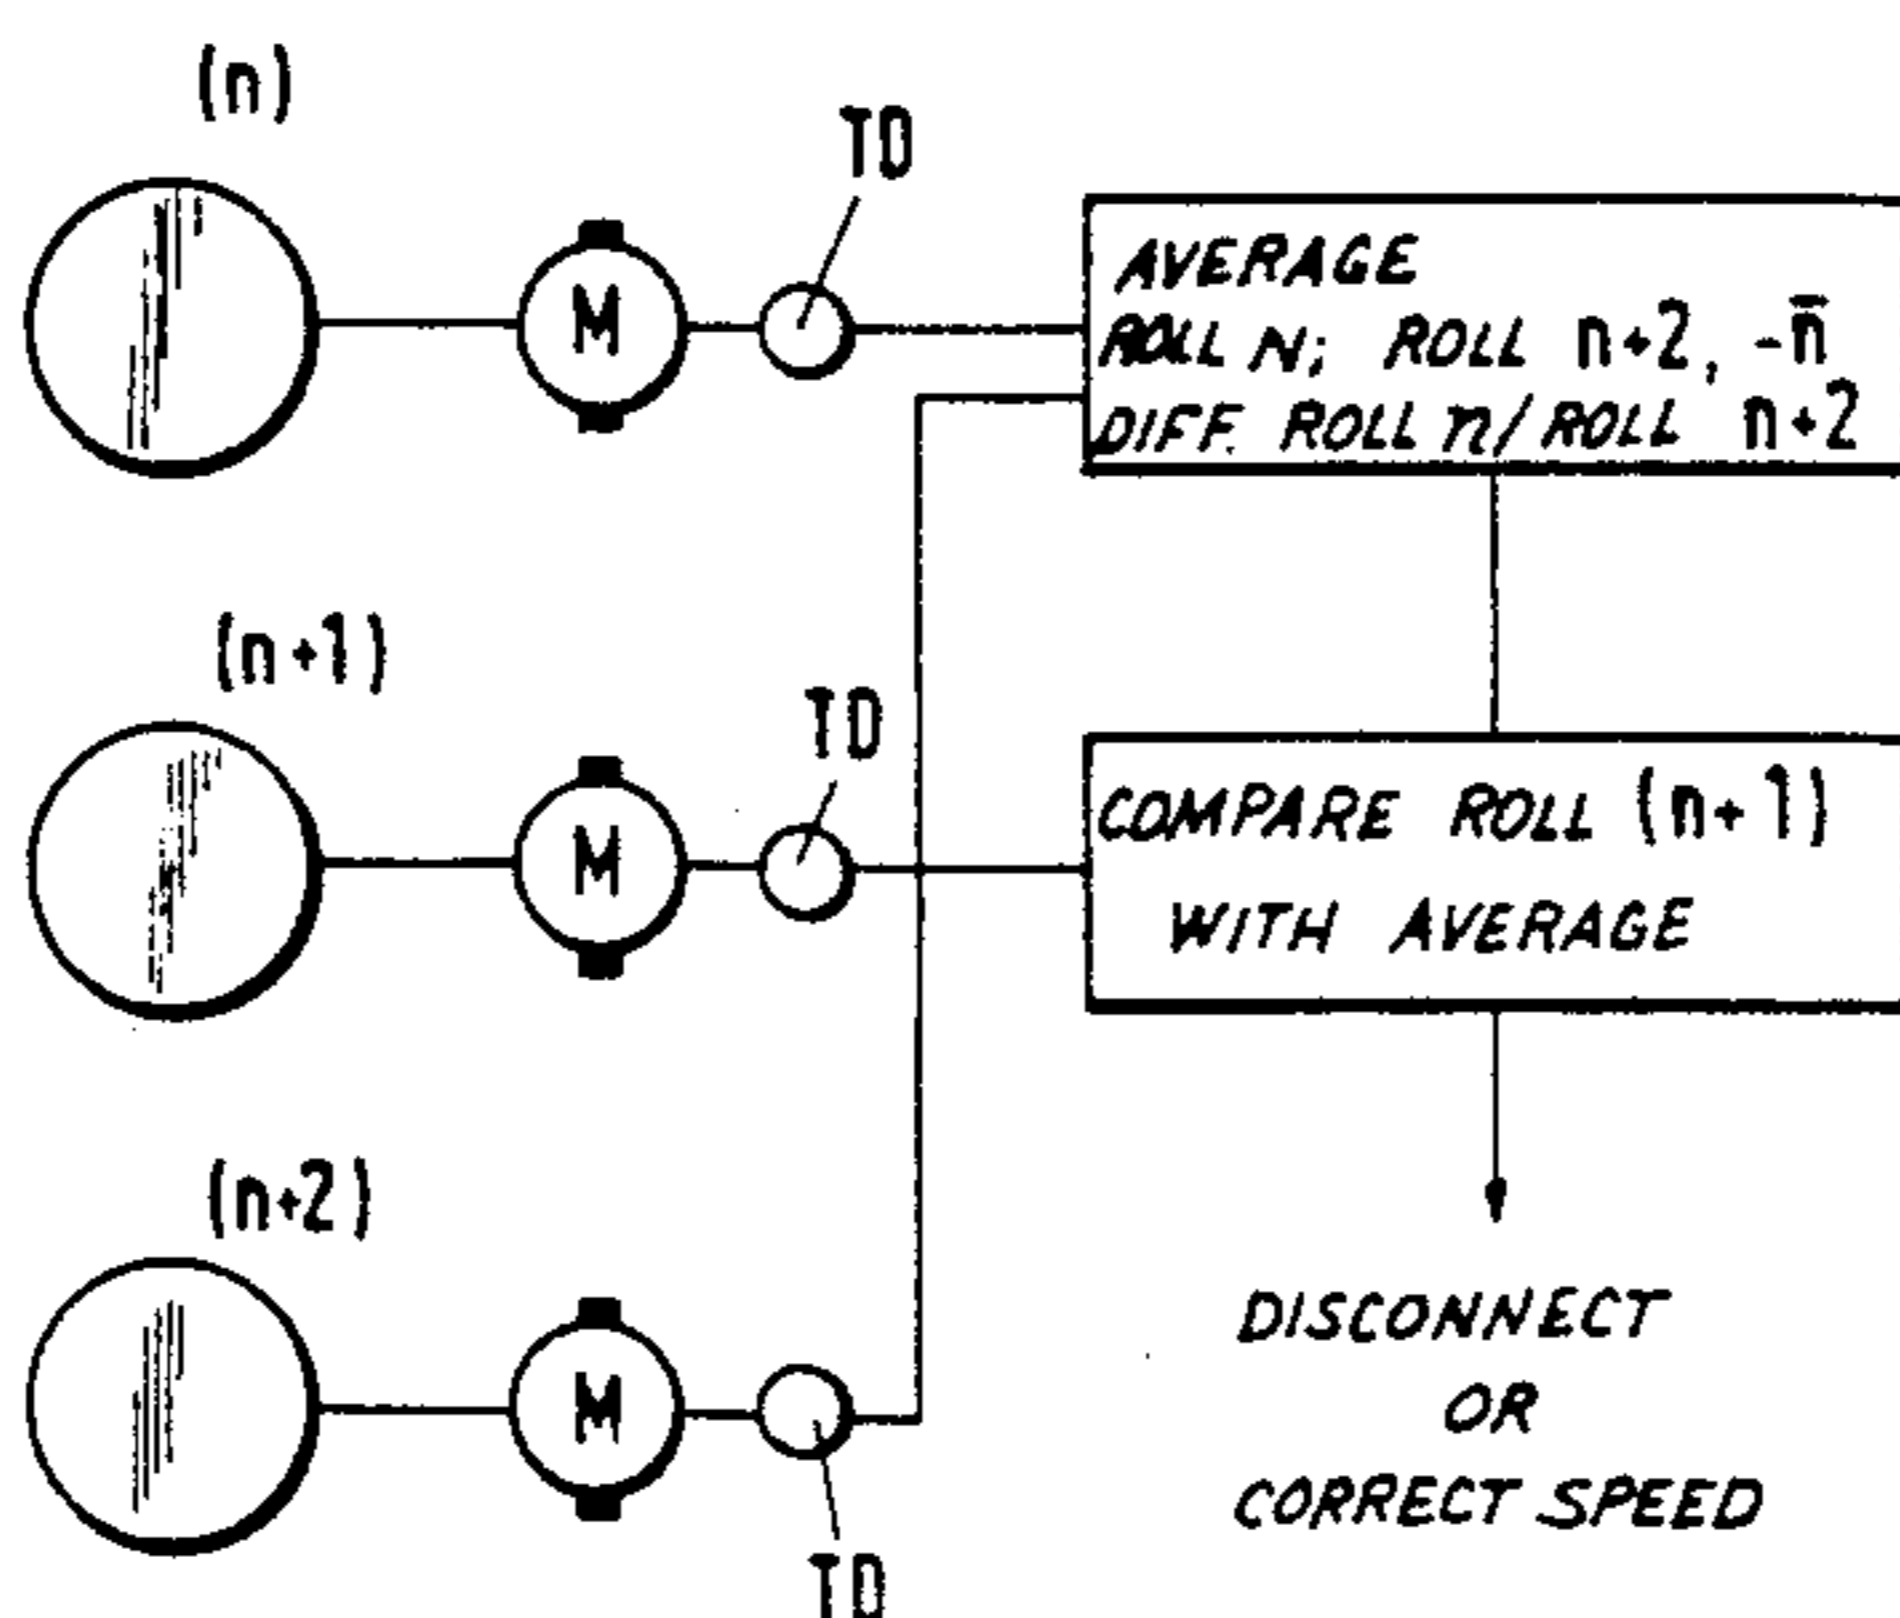 (n)
TD
AVERAGE
ROLL N; ROLL n+2, -n̄
DIFF. ROLL n/ROLL n+2
M
(n+1)
TD
COMPARE ROLL (n+1)
WITH AVERAGE
M
(n+2)
M
TD
DISCONNECT
OR
CORRECT SPEED